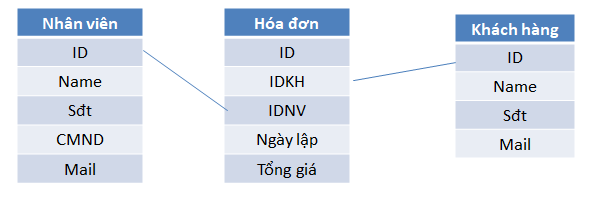 Nhân viên
ID
Name
Sđt
CMND
Mail
Hóa đơn
ID
IDKH
IDNV
Ngày lập
Tổng giá
Khách hàng
ID
Name
Sđt
Mail